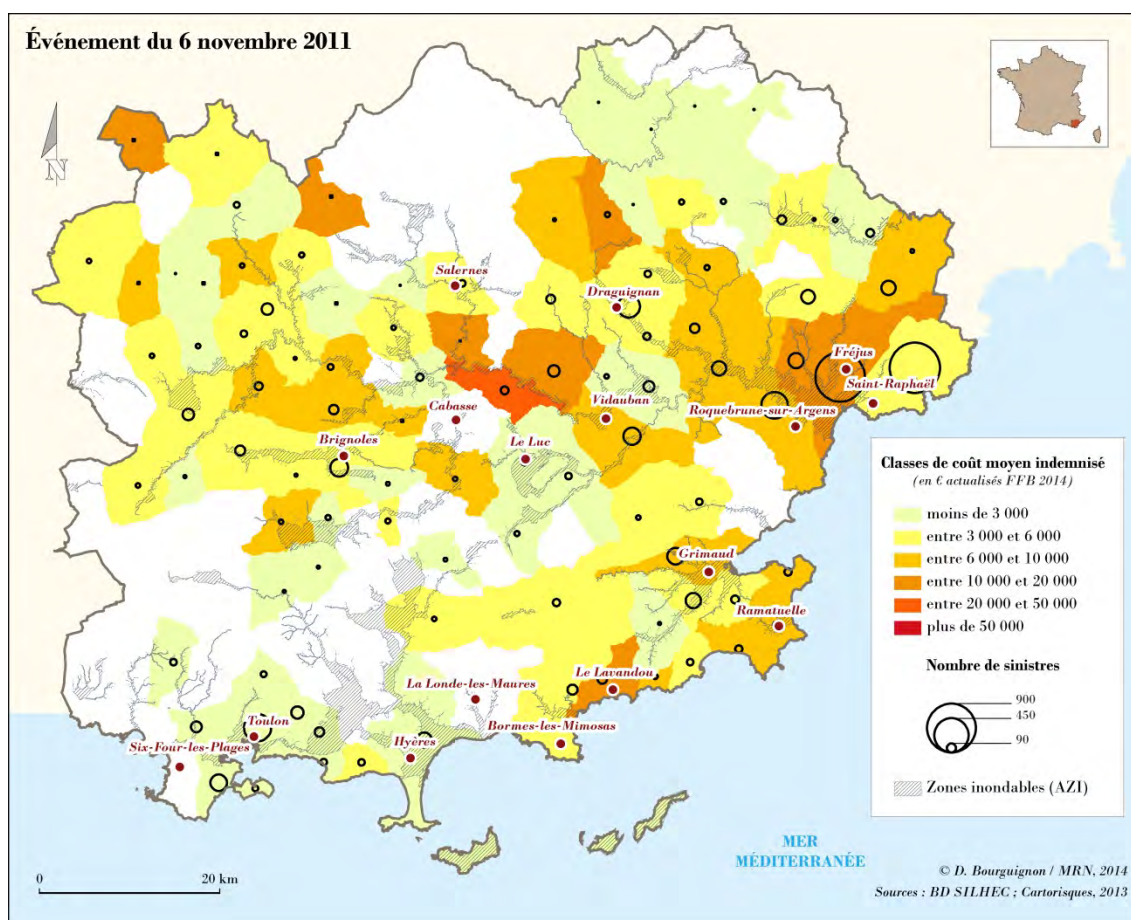 Événement du 6 novembre 2011
N
Salernes
Draguignan
Fréjus
Saint-Raphaël
Cabasse
Vidauban
Roquebrune-sur-Argens
Brignoles
Le Luc
Grimaud
Ramatuelle
Le Lavandou
La Londe-les-Maures
Toulon
Bormes-les-Mimosas
Six-Four-les-Plages
Hyères
Classes de coût moyen indemnisé
(en € actualisés FFB 2014)
moins de 3 000
entre 3 000 et 6 000
entre 6 000 et 10 000
entre 10 000 et 20 000
entre 20 000 et 50 000
plus de 50 000
Nombre de sinistres
900
450
90
Zones inondables (AZI)
MER
MÉDITERRANÉE
0 20 km
© D. Bourguignon / MRN, 2014
Sources : BD SILHEC ; Cartorisques, 2013